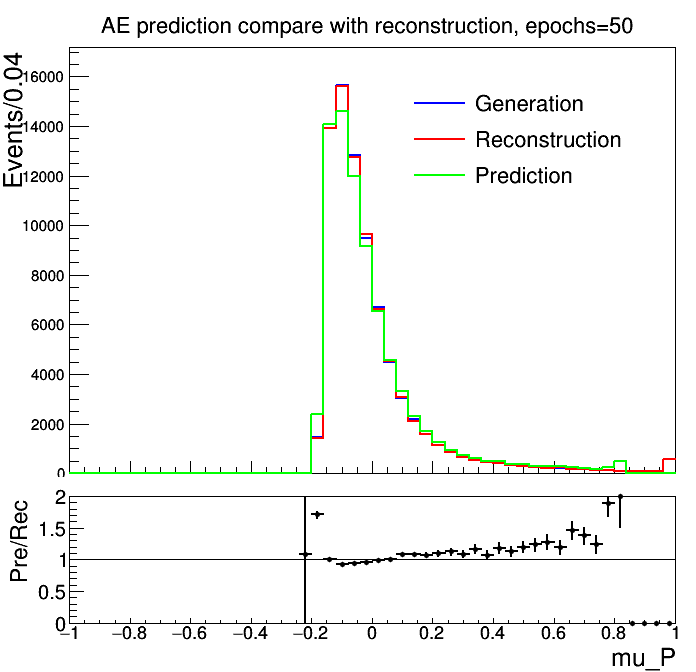 AE prediction compare with reconstruction, epochs=50
Events/0.04
16000
14000
12000
10000
8000
6000
4000
2000
0
Generation
Reconstruction
Prediction
Pre/Rec
2
1.5
1
0.5
0
−1 −0.8 −0.6 −0.4 −0.2 0 0.2 0.4 0.6 0.8 1
mu_P